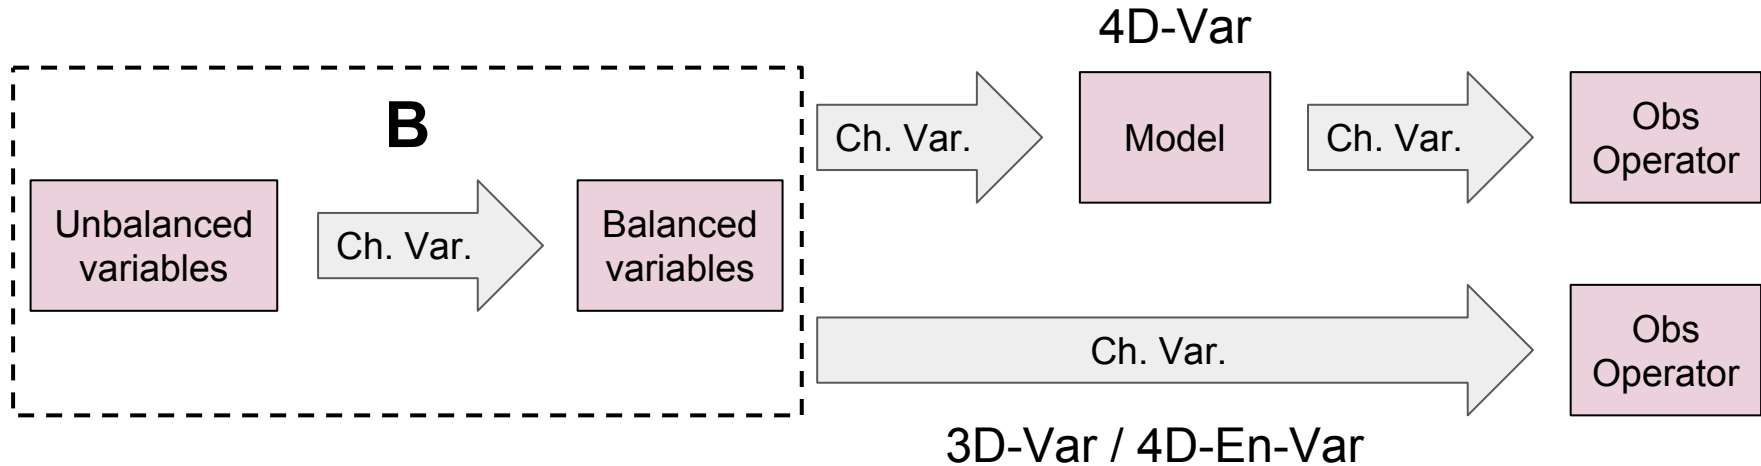 4D-Var
B
Unbalanced
variables
Ch. Var.
Balanced
variables
Ch. Var.
Model
Ch. Var.
Obs
Operator
Ch. Var.
Obs
Operator
3D-Var / 4D-En-Var